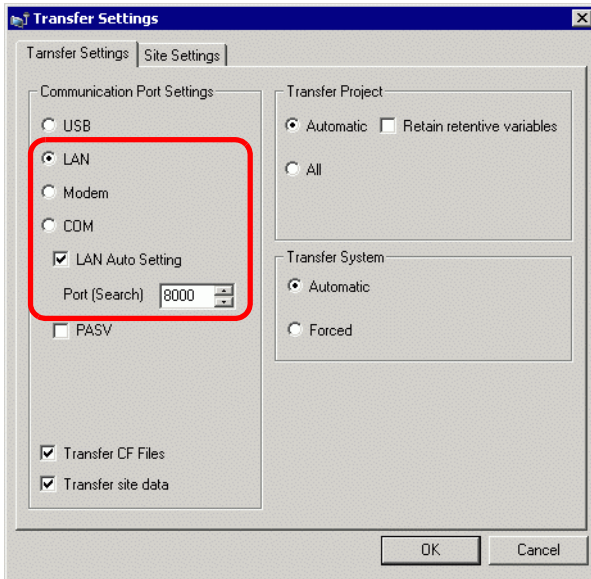 Transfer Settings
Tarnsfer Settings
Site Settings
Communication Port Settings
USB
LAN
Modem
COM
LAN Auto Setting
Port (Search) 8000
PASV
Transfer CF Files
Transfer site data
Transfer Project
Automatic Retain retentive variables
All
Transfer System
Automatic
Forced
OK
Cancel